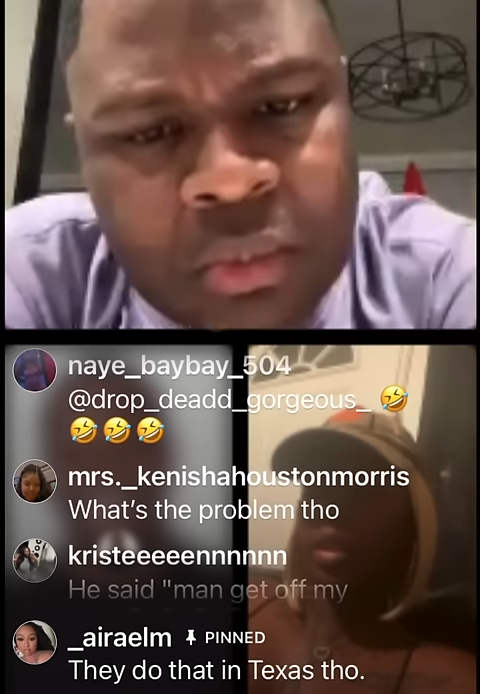 naye_baybay_504
@drop_deadd_gorgeous_ 🤣
🤣🤣🤣
mrs._kenishahoustonmorris
What's the problem tho
kristeeeeennnnnn
He said "man get off my
_airaelm PINNED
They do that in Texas tho.